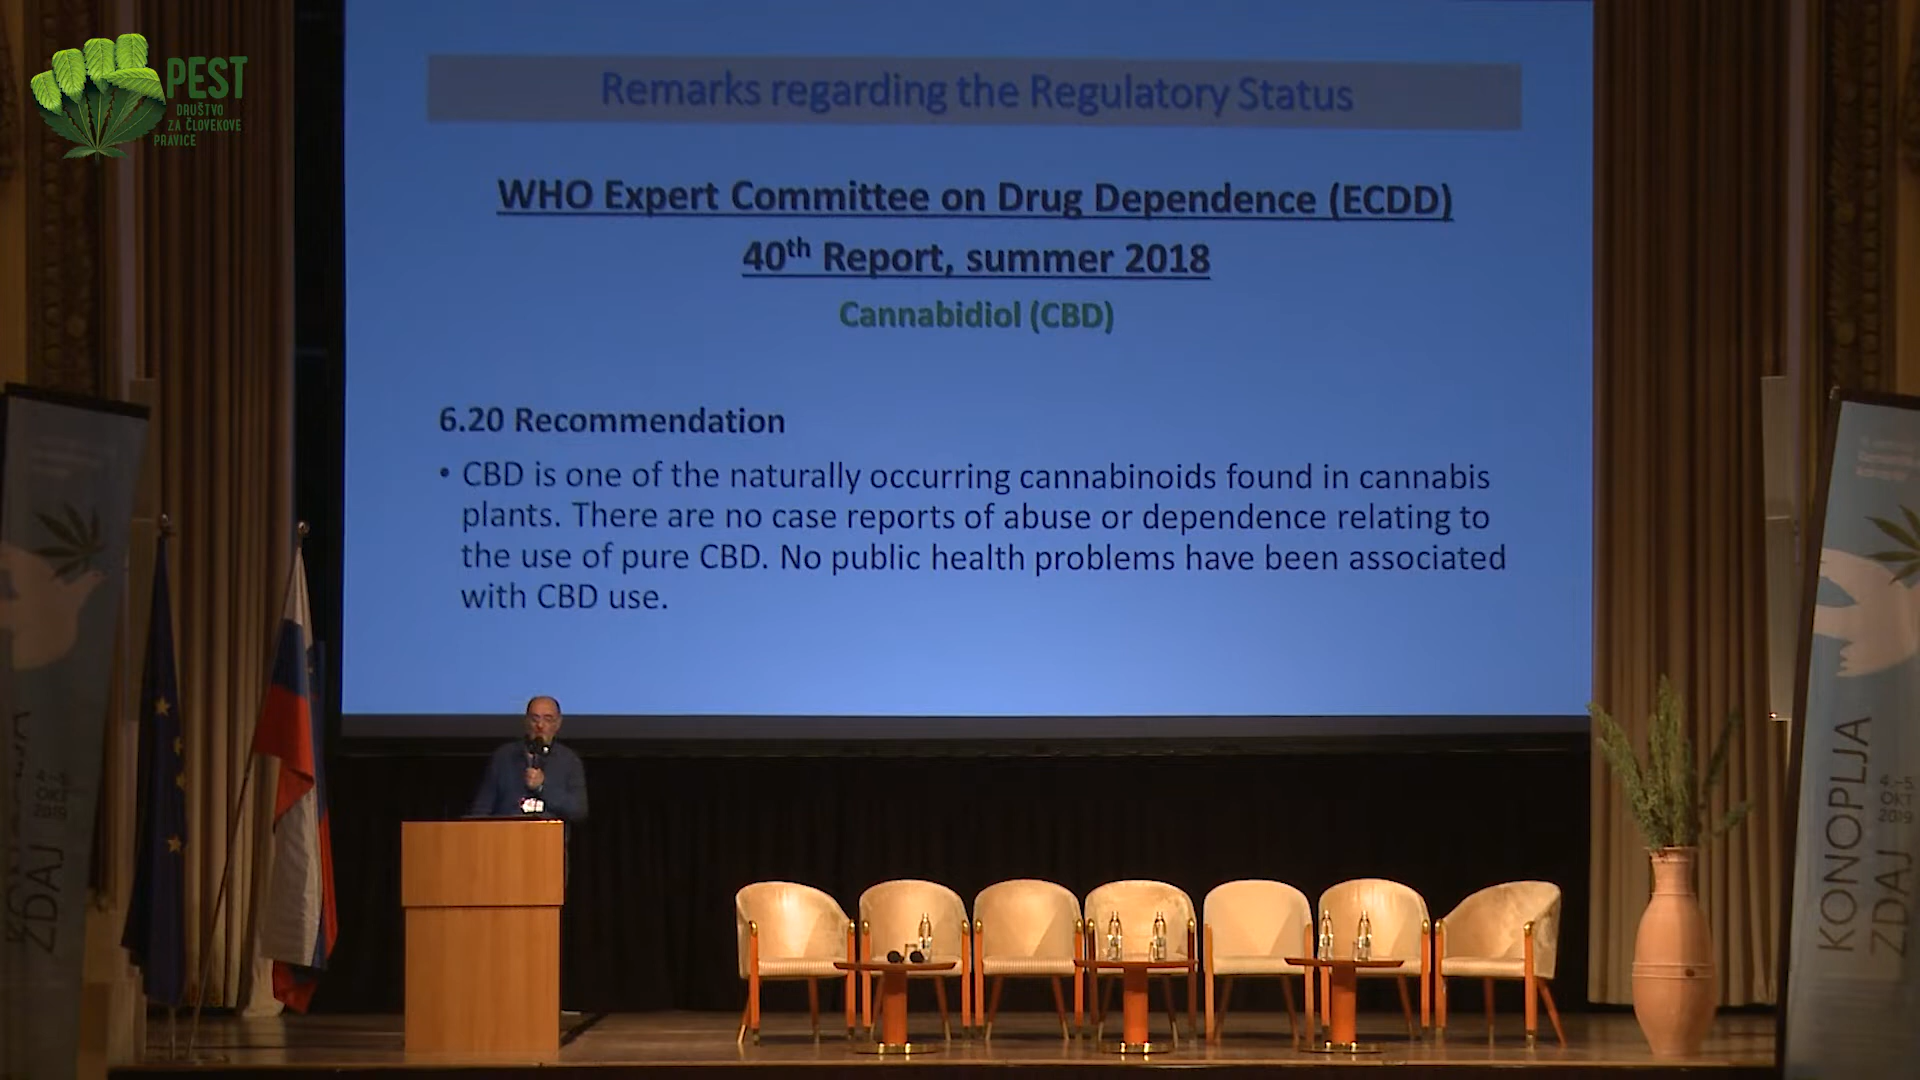 PEST
DRUŠTVO
ZA ČLOVEKOVE
PRAVICE
Remarks regarding the Regulatory Status
WHO Expert Committee on Drug Dependence (ECDD)
40th Report, summer 2018
Cannabidiol (CBD)
6.20 Recommendation
• CBD is one of the naturally occurring cannabinoids found in cannabis
plants. There are no case reports of abuse or dependence relating to
the use of pure CBD. No public health problems have been associated
with CBD use.
ZDAJ
KONOPLJA
ZDAJ
4.-5.
OKT
2019